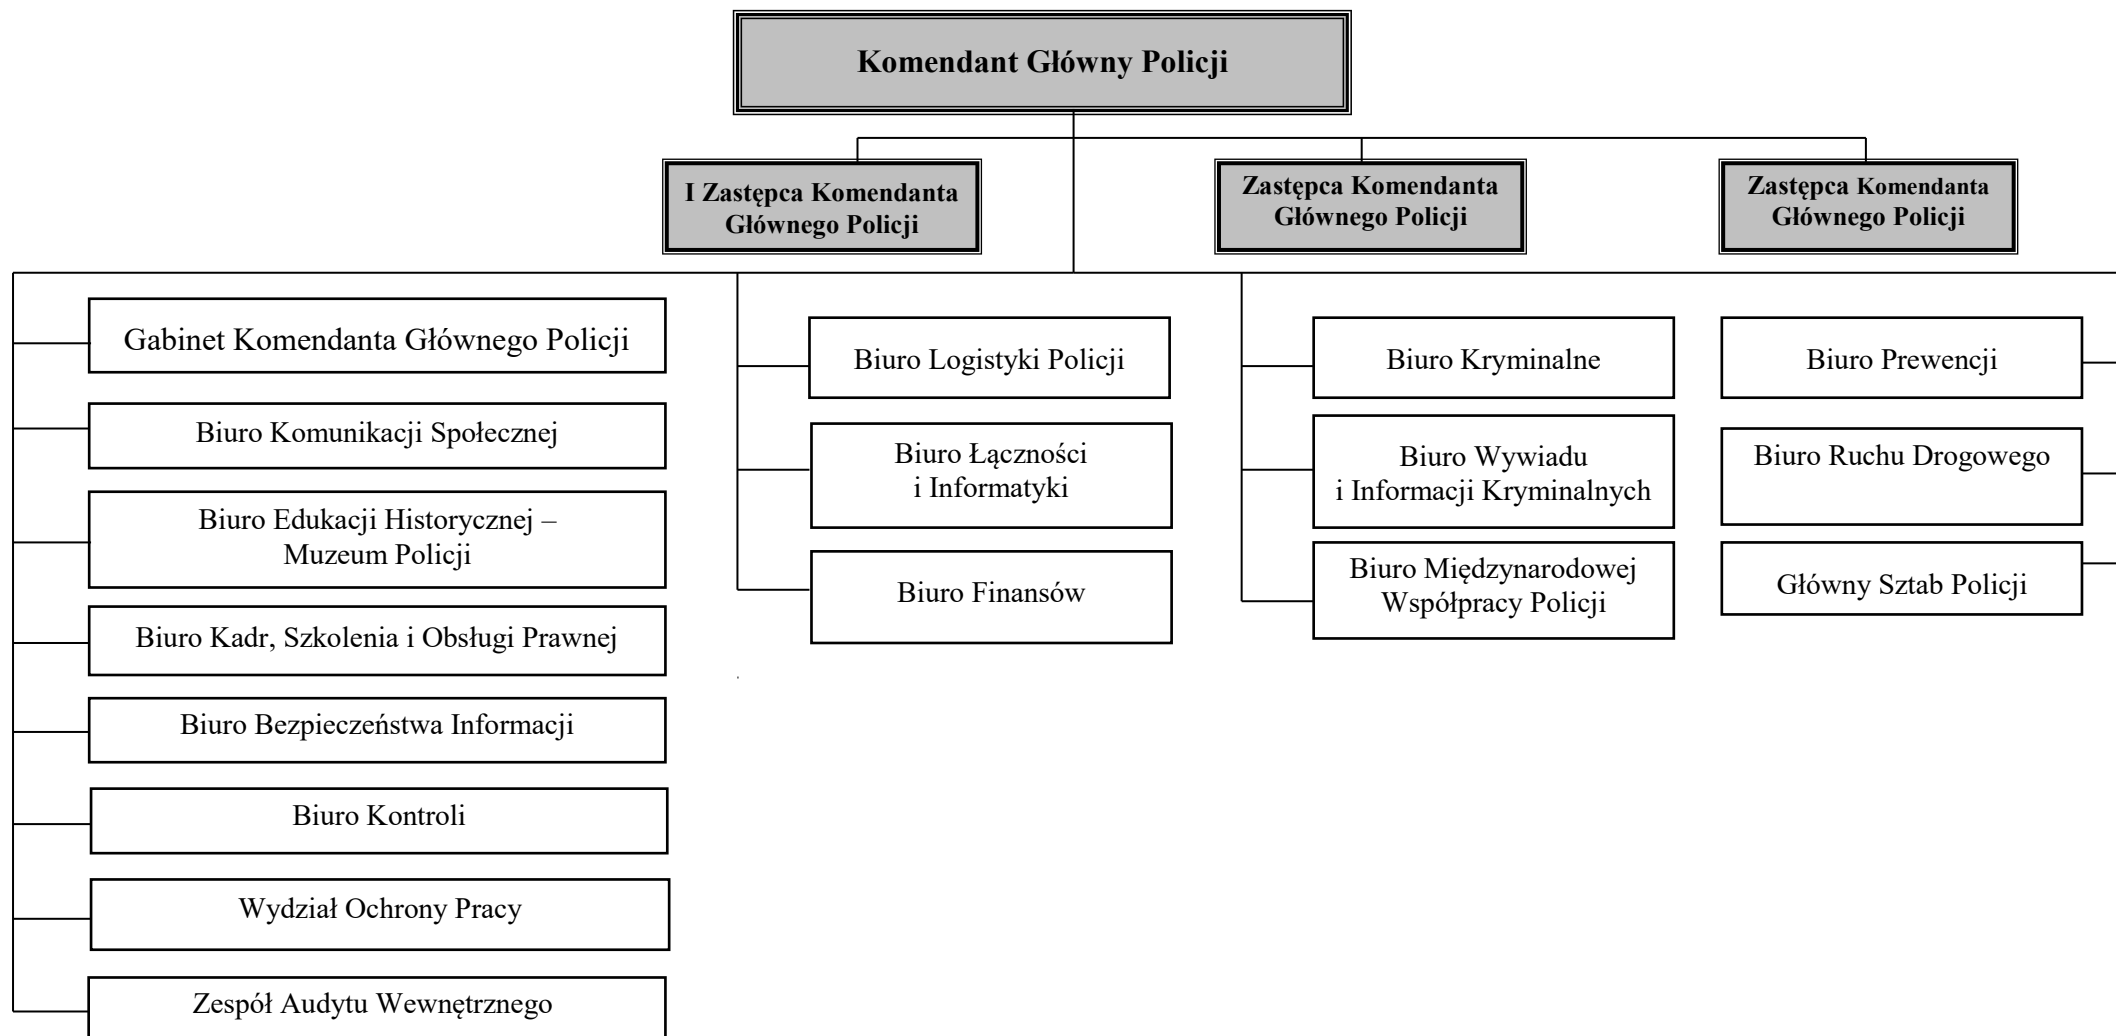 Komendant Główny Policji
I Zastępca Komendanta
Głównego Policji
Zastępca Komendanta
Głównego Policji
Zastępca Komendanta
Głównego Policji
Gabinet Komendanta Głównego Policji
Biuro Komunikacji Społecznej
Biuro Edukacji Historycznej –
Muzeum Policji
Biuro Kadr, Szkolenia i Obsługi Prawnej
Biuro Bezpieczeństwa Informacji
Biuro Kontroli
Wydział Ochrony Pracy
Zespół Audytu Wewnętrznego
Biuro Logistyki Policji
Biuro Łączności
i Informatyki
Biuro Finansów
Biuro Kryminalne
Biuro Wywiadu
i Informacji Kryminalnych
Biuro Międzynarodowej
Współpracy Policji
Biuro Prewencji
Biuro Ruchu Drogowego
Główny Sztab Policji